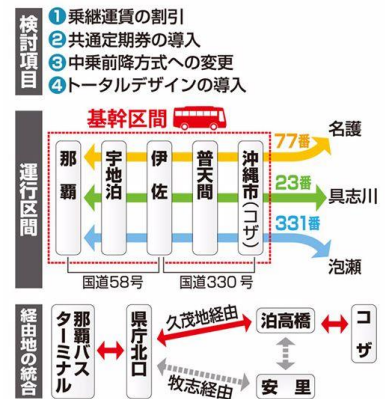 検討項目
❶乗継運賃の割引
❷共通定期券の導入
❸中乗前降方式への変更
❹トータルデザインの導入
運行区間
基幹区間
那覇
宇地泊
伊佐
普天間
沖縄市(コザ)
77番
名護
23番
具志川
331番
泡瀬
国道58号
国道330号
経由地の統合
那覇バス
ターミナル
県庁北口
久茂地経由
牧志経由
泊高橋
安里
コザ